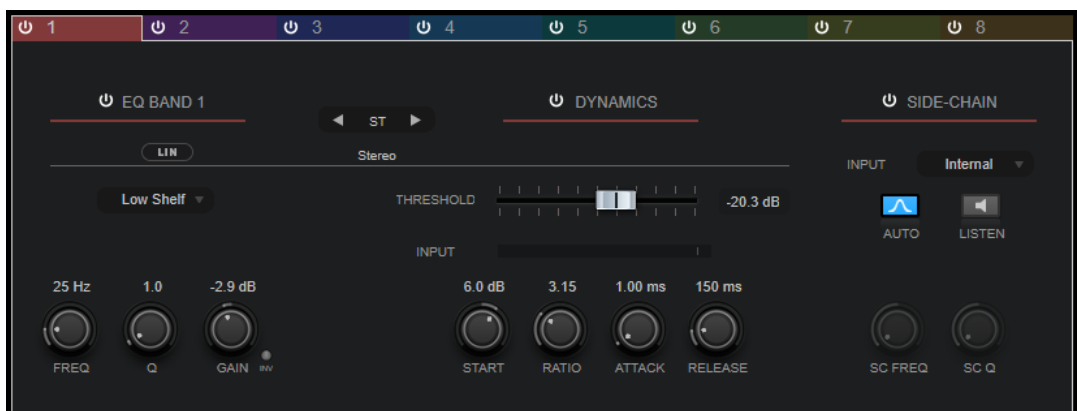 1 2 3 4 5 6 7 8
EQ BAND 1 DYNAMICS SIDE-CHAIN
ST
LIN
Stereo
INPUT Internal
Low Shelf
THRESHOLD -20.3 dB
AUTO LISTEN
INPUT
25 Hz 1.0 -2.9 dB 6.0 dB 3.15 1.00 ms 150 ms
INV
FREQ Q GAIN START RATIO ATTACK RELEASE SC FREQ SC Q